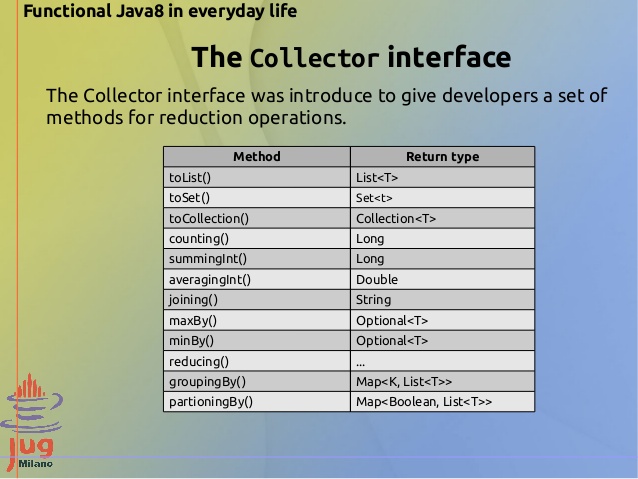 Functional Java8 in everyday life
The Collector interface
The Collector interface was introduce to give developers a set of
methods for reduction operations.
Method Return type
toList() List<T>
toSet() Set<t>
toCollection() Collection<T>
counting() Long
summingInt() Long
averagingInt() Double
joining() String
maxBy() Optional<T>
minBy() Optional<T>
reducing() ...
groupingBy() Map<K, List<T>>
partioningBy() Map<Boolean, List<T>>
jug
Milano